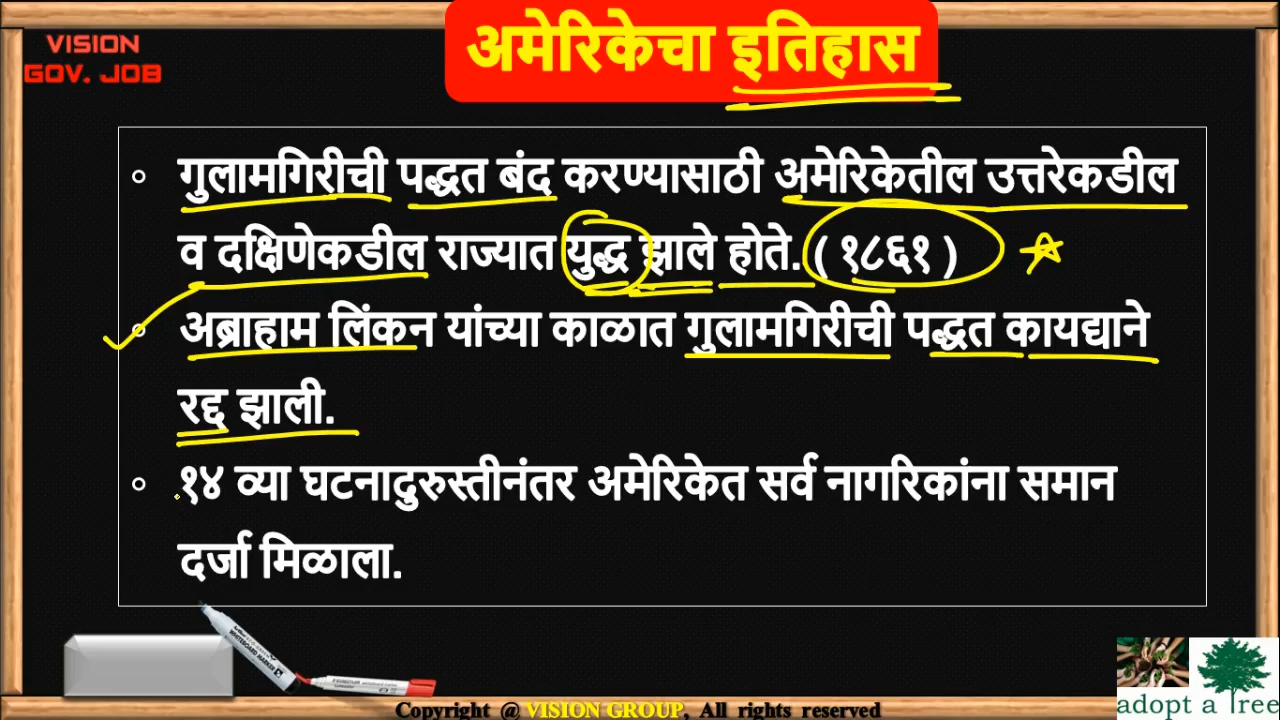 VISION
GOV. JOB
अमेरिकेचा इतिहास
गुलामगिरीची पद्धत बंद करण्यासाठी अमेरिकेतील उत्तरेकडील
व दक्षिणेकडील राज्यात युद्ध झाले होते. ( १८६१ )
अब्राहाम लिंकन यांच्या काळात गुलामगिरीची पद्धत कायद्याने
रद्द झाली.
१४ व्या घटनादुरुस्तीनंतर अमेरिकेत सर्व नागरिकांना समान
दर्जा मिळाला.
WHITEBOARD MARKER
adopt a Tree
Copyright @ VISION GROUP, All rights reserved